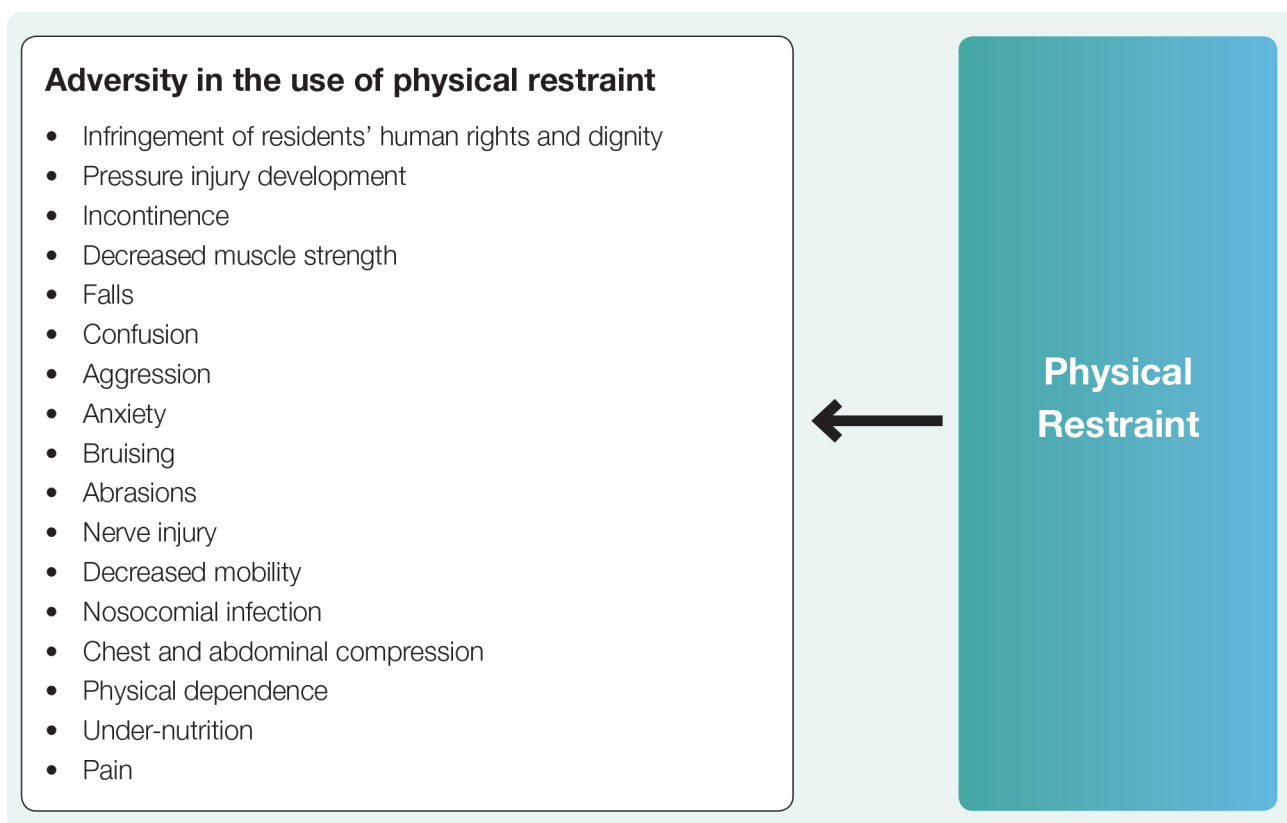 Adversity in the use of physical restraint
• Infringement of residents’ human rights and dignity
• Pressure injury development
• Incontinence
• Decreased muscle strength
• Falls
• Confusion
• Aggression
• Anxiety
• Bruising
• Abrasions
• Nerve injury
• Decreased mobility
• Nosocomial infection
• Chest and abdominal compression
• Physical dependence
• Under-nutrition
• Pain
Physical
Restraint